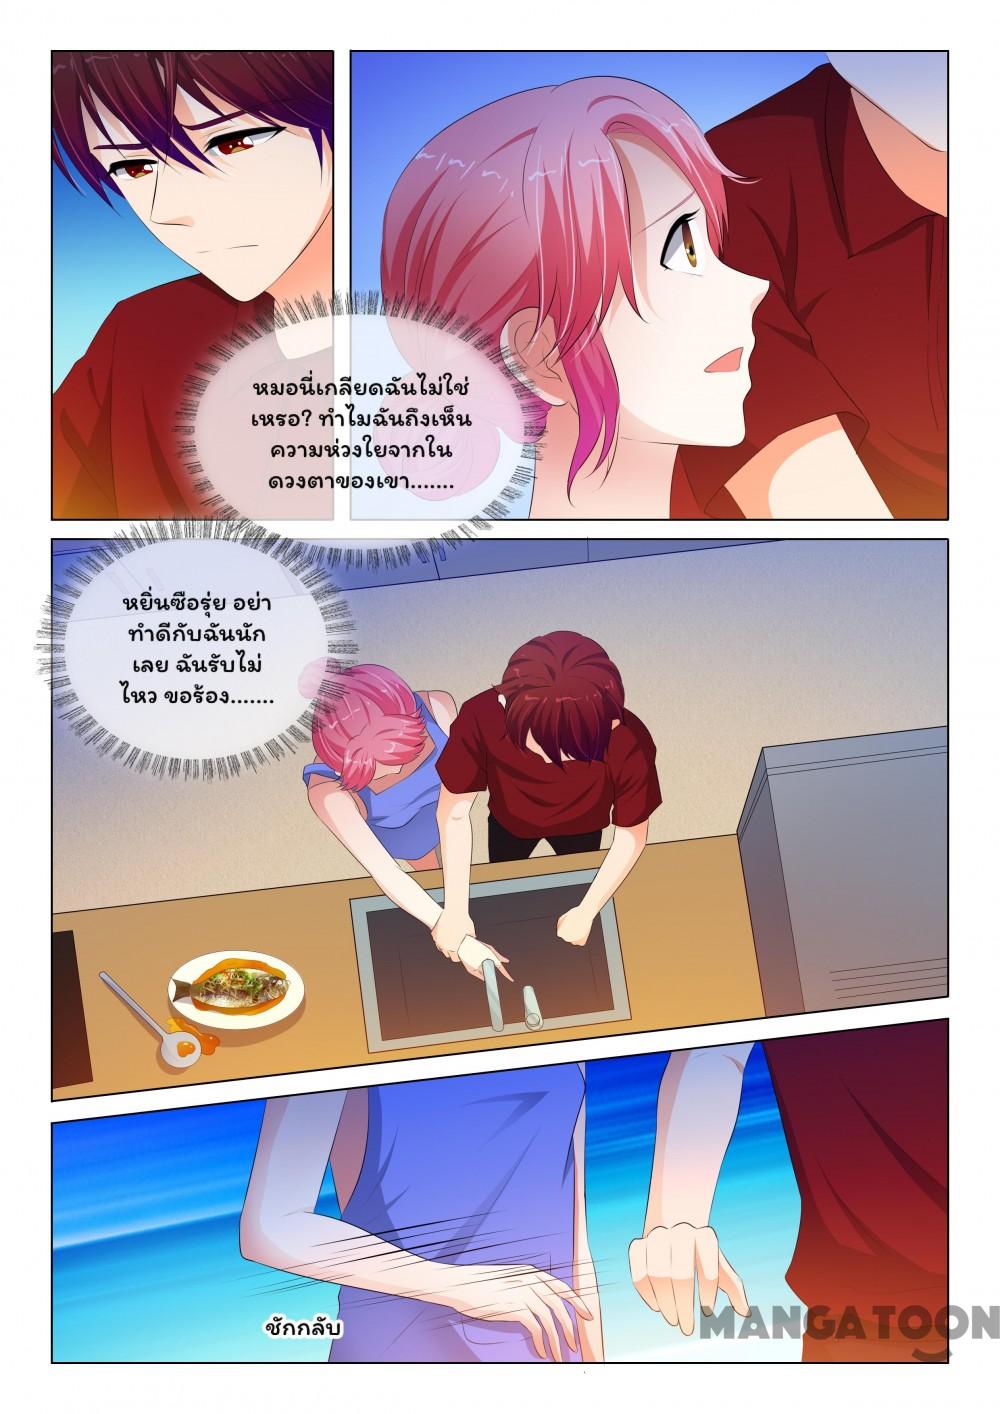 หมอนี่เกลียดฉันไม่ใช่
เหรอ? ทำไมฉันถึงเห็น
ความห่วงใยจากใน
ดวงตาของเขา.......
หยิ่นซือรุ่ย อย่า
ทำดีกับฉันนัก
เลย ฉันรับไม่
ไหว ขอร้อง.......
ชักกลับ
MANGATOON